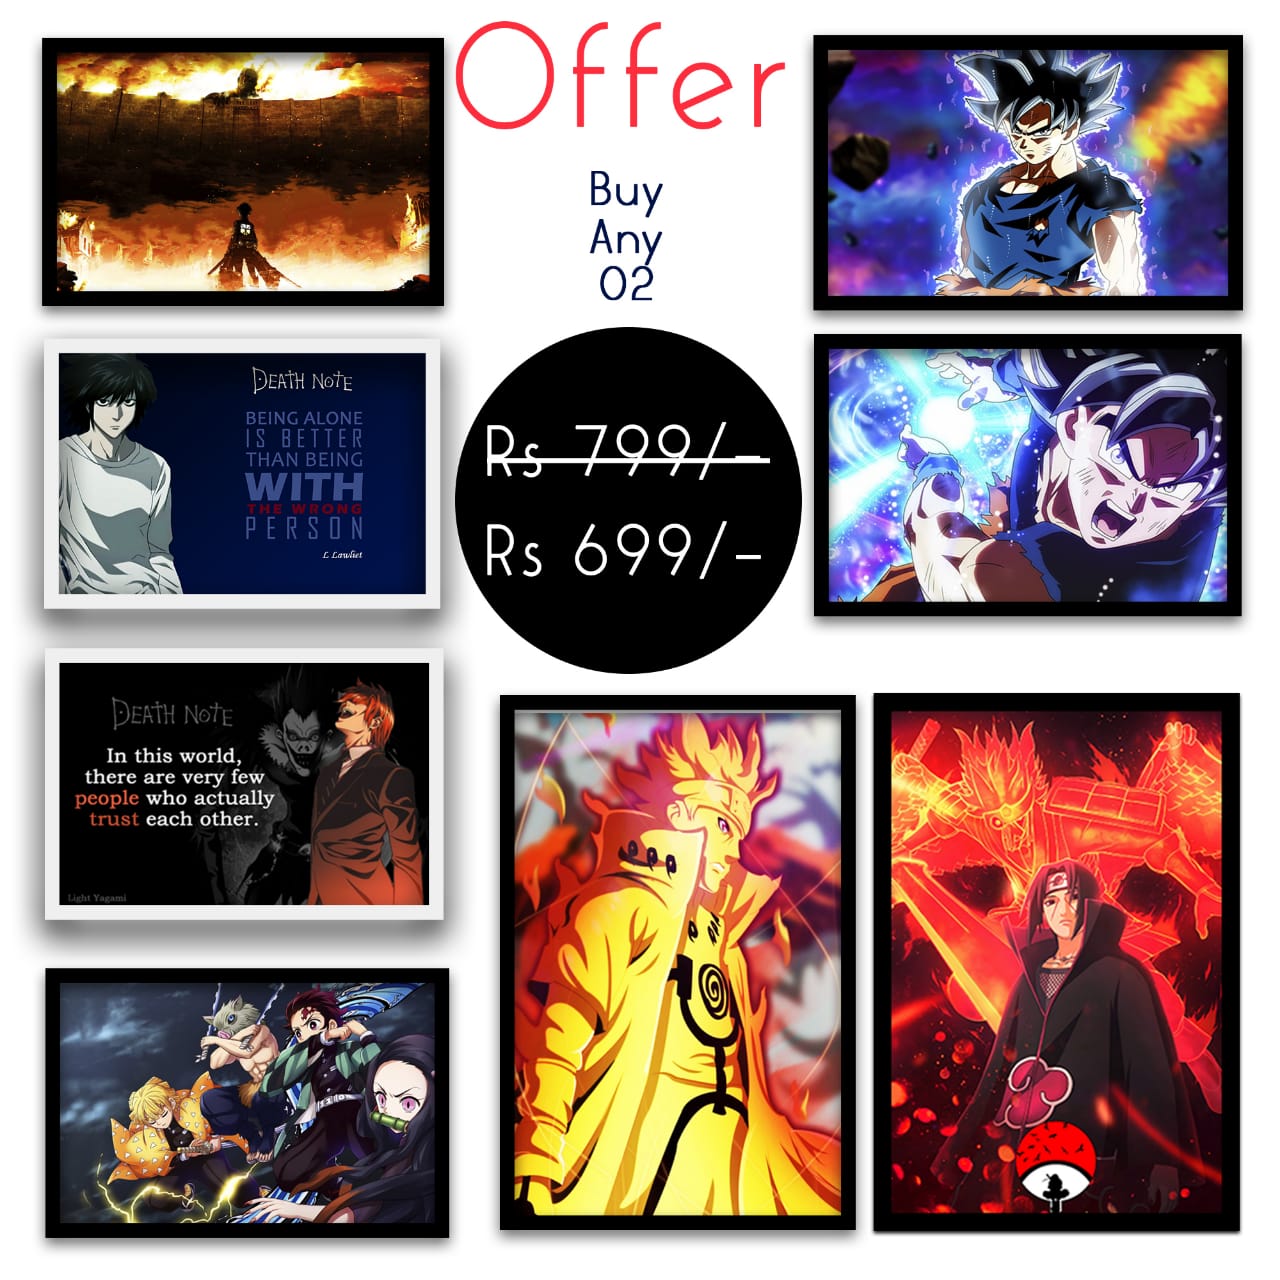 Offer
Buy
Any
02
Rs 799/-
Rs 699/-
DEATH NOTE
BEING ALONE
IS BETTER
THAN BEING
WITH
THE WRONG
PERSON
L Lawliet
DEATH NOTE
In this world,
there are very few
people who actually
trust each other.
Light Yagami